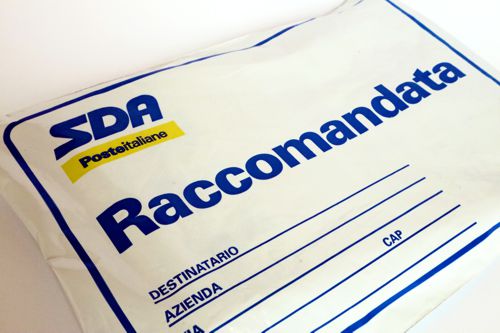 SDA
Posteitaliane
Raccomandata
DESTINATARIO
AZIENDA
CAP